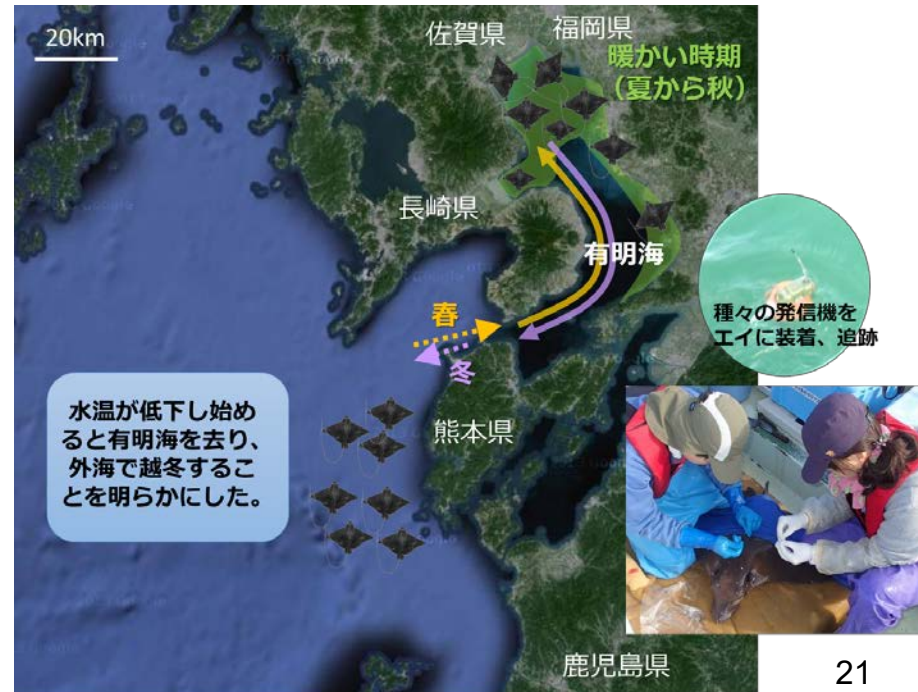 20km
佐賀県
福岡県
暖かい時期
（夏から秋）
長崎県
有明海
種々の発信機を
エイに装着、追跡
春
冬
水温が低下し始め
ると有明海を去り、
外海で越冬するこ
とを明らかにした。
熊本県
鹿児島県
21